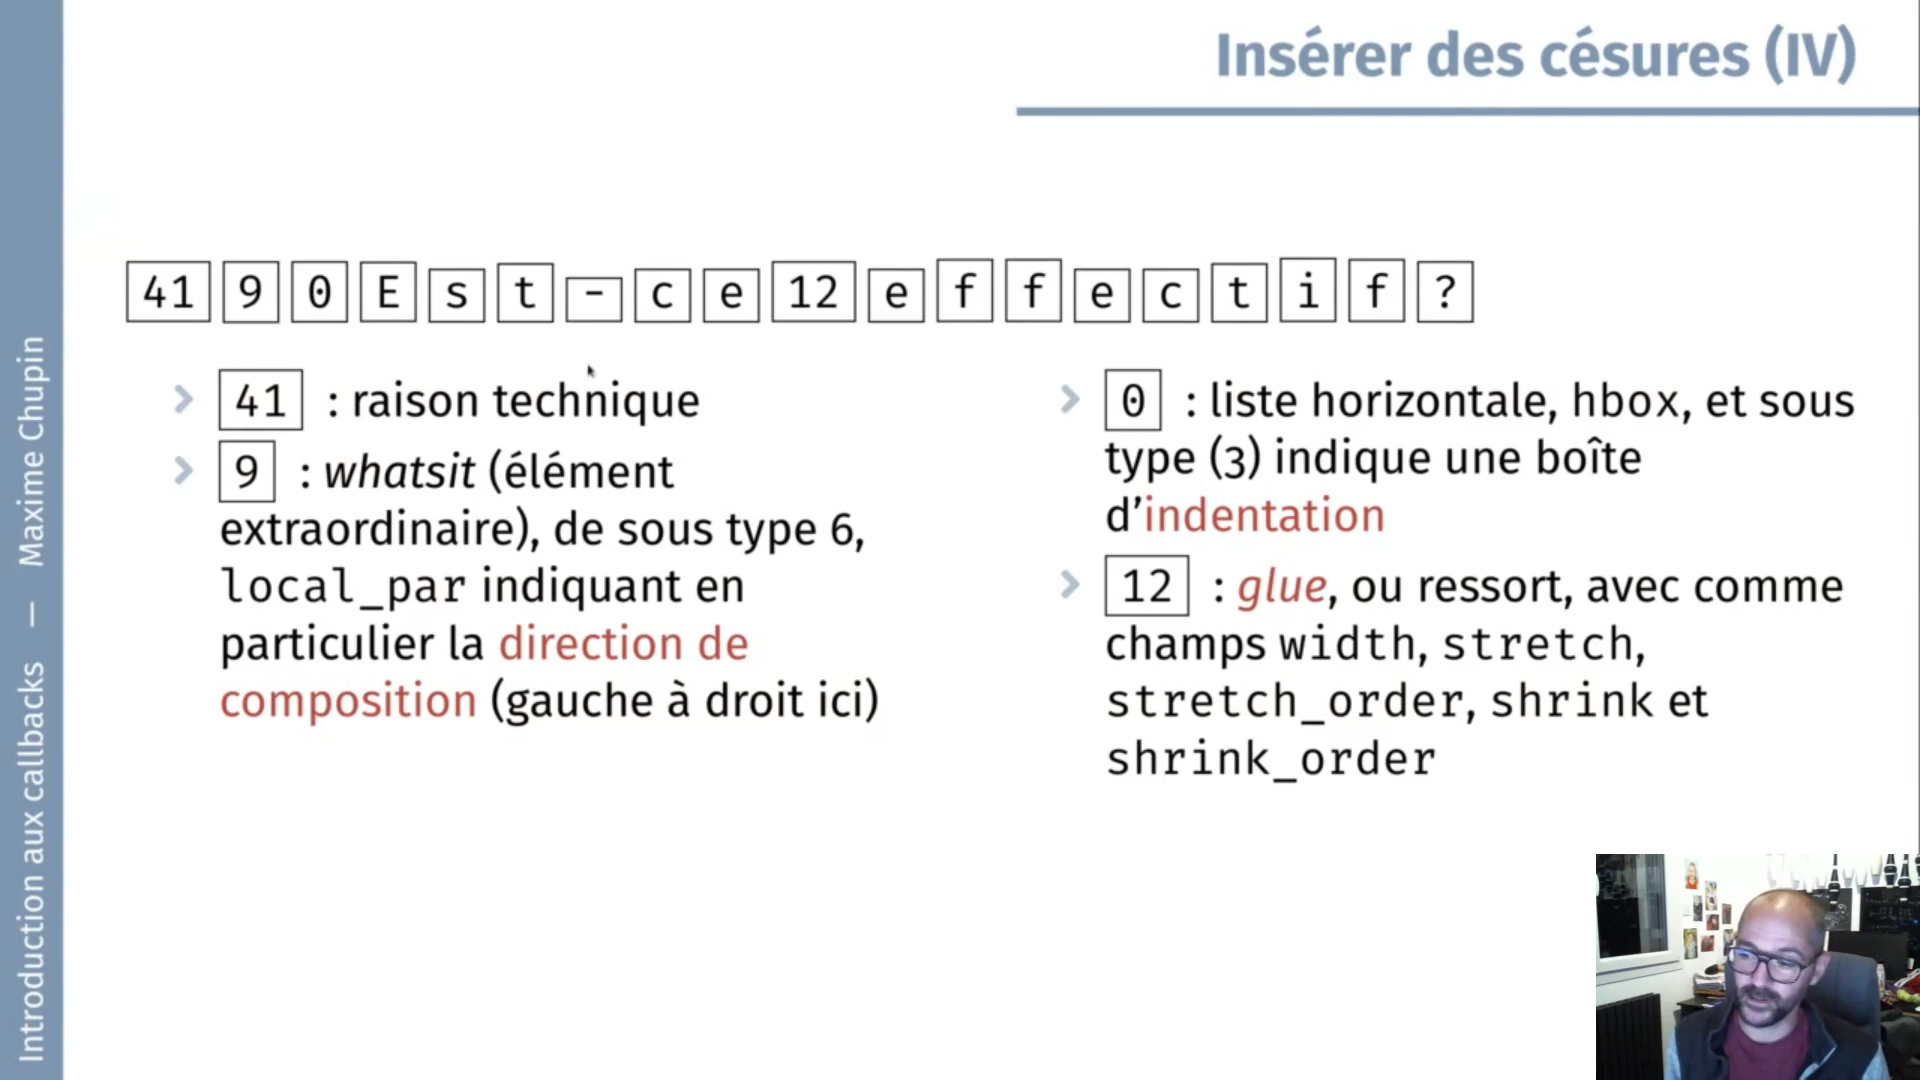 Insérer des césures (IV)
41 9 0 E s t - c e 12 e f f e c t i f ?
41 : raison technique
9 : whatsit (élément
extraordinaire), de sous type 6,
local_par indiquant en
particulier la direction de
composition (gauche à droit ici)
0 : liste horizontale, hbox, et sous
type (3) indique une boîte
d’indentation
12 : glue, ou ressort, avec comme
champs width, stretch,
stretch_order, shrink et
shrink_order
Introduction aux callbacks — Maxime Chupin